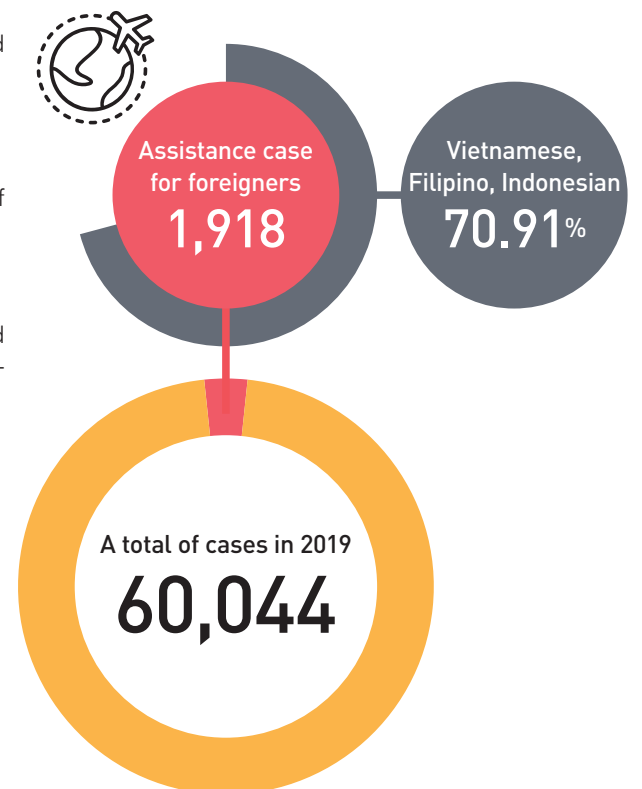 d
f
d
-
Assistance case
for foreigners
1,918
Vietnamese,
Filipino, Indonesian
70.91%
A total of cases in 2019
60,044